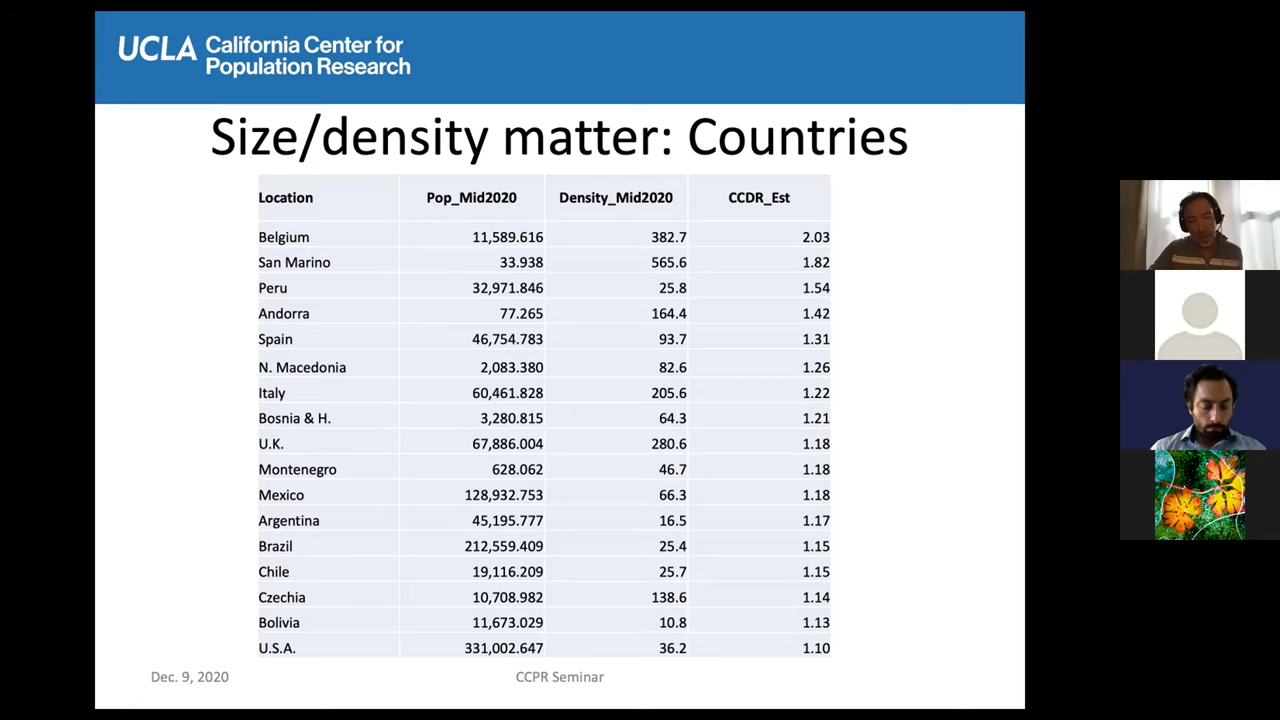 UCLA California Center for
Population Research
Size/density matter: Countries
Location Pop_Mid2020 Density_Mid2020 CCDR_Est
Belgium 11,589.616 382.7 2.03
San Marino 33.938 565.6 1.82
Peru 32,971.846 25.8 1.54
Andorra 77.265 164.4 1.42
Spain 46,754.783 93.7 1.31
N. Macedonia 2,083.380 82.6 1.26
Italy 60,461.828 205.6 1.22
Bosnia & H. 3,280.815 64.3 1.21
U.K. 67,886.004 280.6 1.18
Montenegro 628.062 46.7 1.18
Mexico 128,932.753 66.3 1.18
Argentina 45,195.777 16.5 1.17
Brazil 212,559.409 25.4 1.15
Chile 19,116.209 25.7 1.15
Czechia 10,708.982 138.6 1.14
Bolivia 11,673.029 10.8 1.13
U.S.A. 331,002.647 36.2 1.10
Dec. 9, 2020 CCPR Seminar